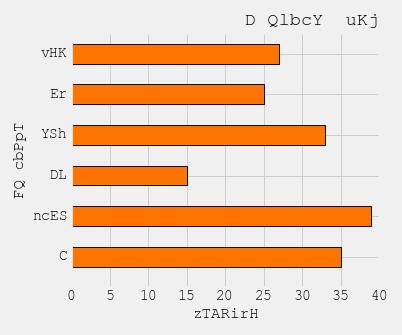 D QlbcY  uKj
vHK
Er
YSh
DL
ncES
C
FQ cbPpT
0 5 10 15 20 25 30 35 40
zTARirH